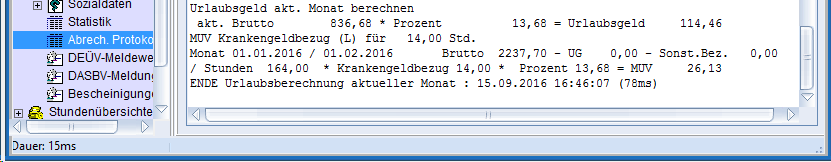 Sozialdaten
Statistik
Abrech. Protoko
DEÜV-Meldewe
DASBV-Meldung
Bescheinigunge
Stundenübersichte
Urlaubsgeld akt. Monat berechnen
akt. Brutto 836,68 * Prozent 13,68 = Urlaubsgeld 114,46
MUV Krankengeldbezug (L) für 14,00 Std.
Monat 01.01.2016 / 01.02.2016 Brutto 2237,70 - UG 0,00 - Sonst.Bez. 0,00
/ Stunden 164,00 * Krankengeldbezug 14,00 * Prozent 13,68 = MUV 26,13
ENDE Urlaubsberechnung aktueller Monat : 15.09.2016 16:46:07 (78ms)
Dauer: 15ms